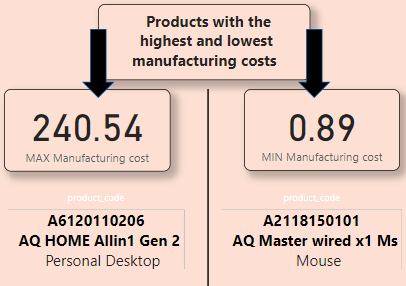 Products with the
highest and lowest
manufacturing costs
240.54
MAX Manufacturing cost
0.89
MIN Manufacturing cost
product_code
A6120110206
AQ HOME Allin1 Gen 2
Personal Desktop
product_code
A2118150101
AQ Master wired x1 Ms
Mouse